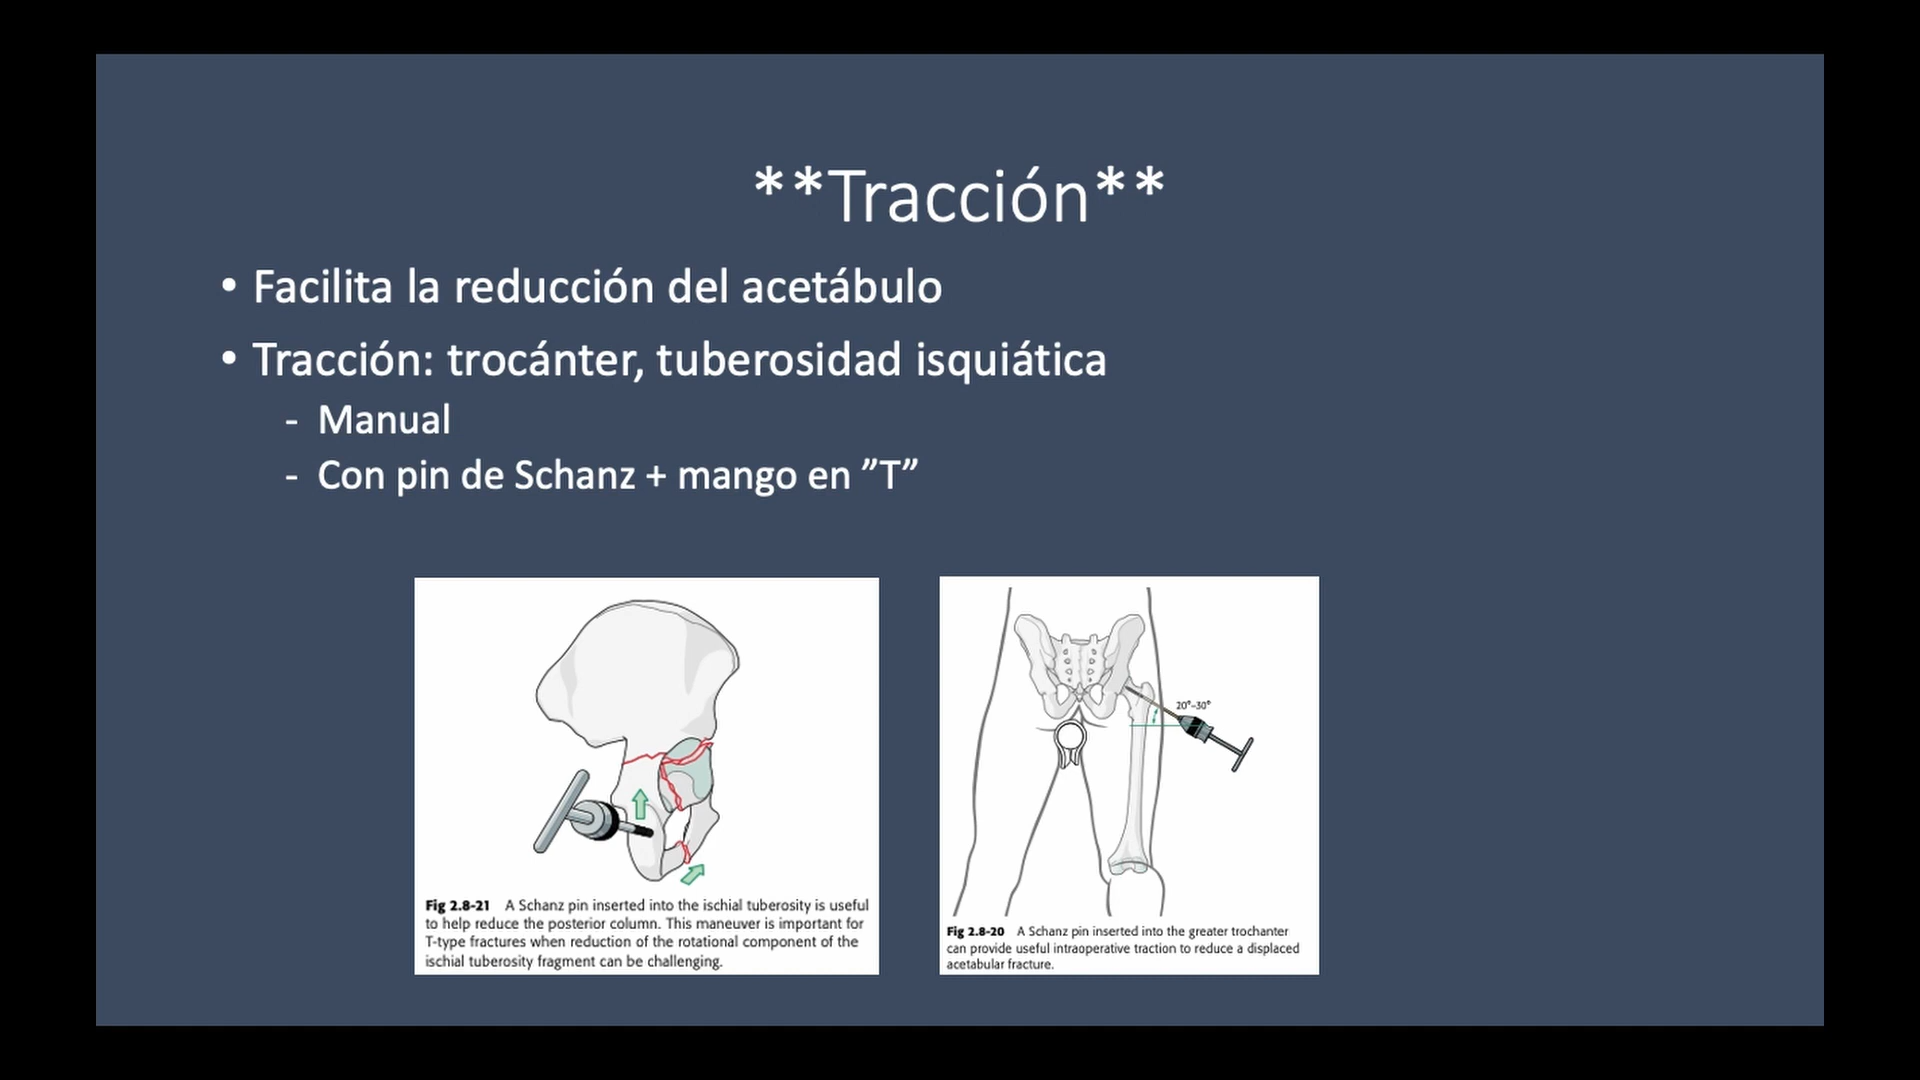 **Tracción**
• Facilita la reducción del acetábulo
• Tracción: trocánter, tuberosidad isquiática
- Manual
- Con pin de Schanz + mango en ”T”
Fig 2.8-21 A Schanz pin inserted into the ischial tuberosity is useful
to help reduce the posterior column. This maneuver is important for
T-type fractures when reduction of the rotational component of the
ischial tuberosity fragment can be challenging.
20°–30°
Fig 2.8-20 A Schanz pin inserted into the greater trochanter
can provide useful intraoperative traction to reduce a displaced
acetabular fracture.